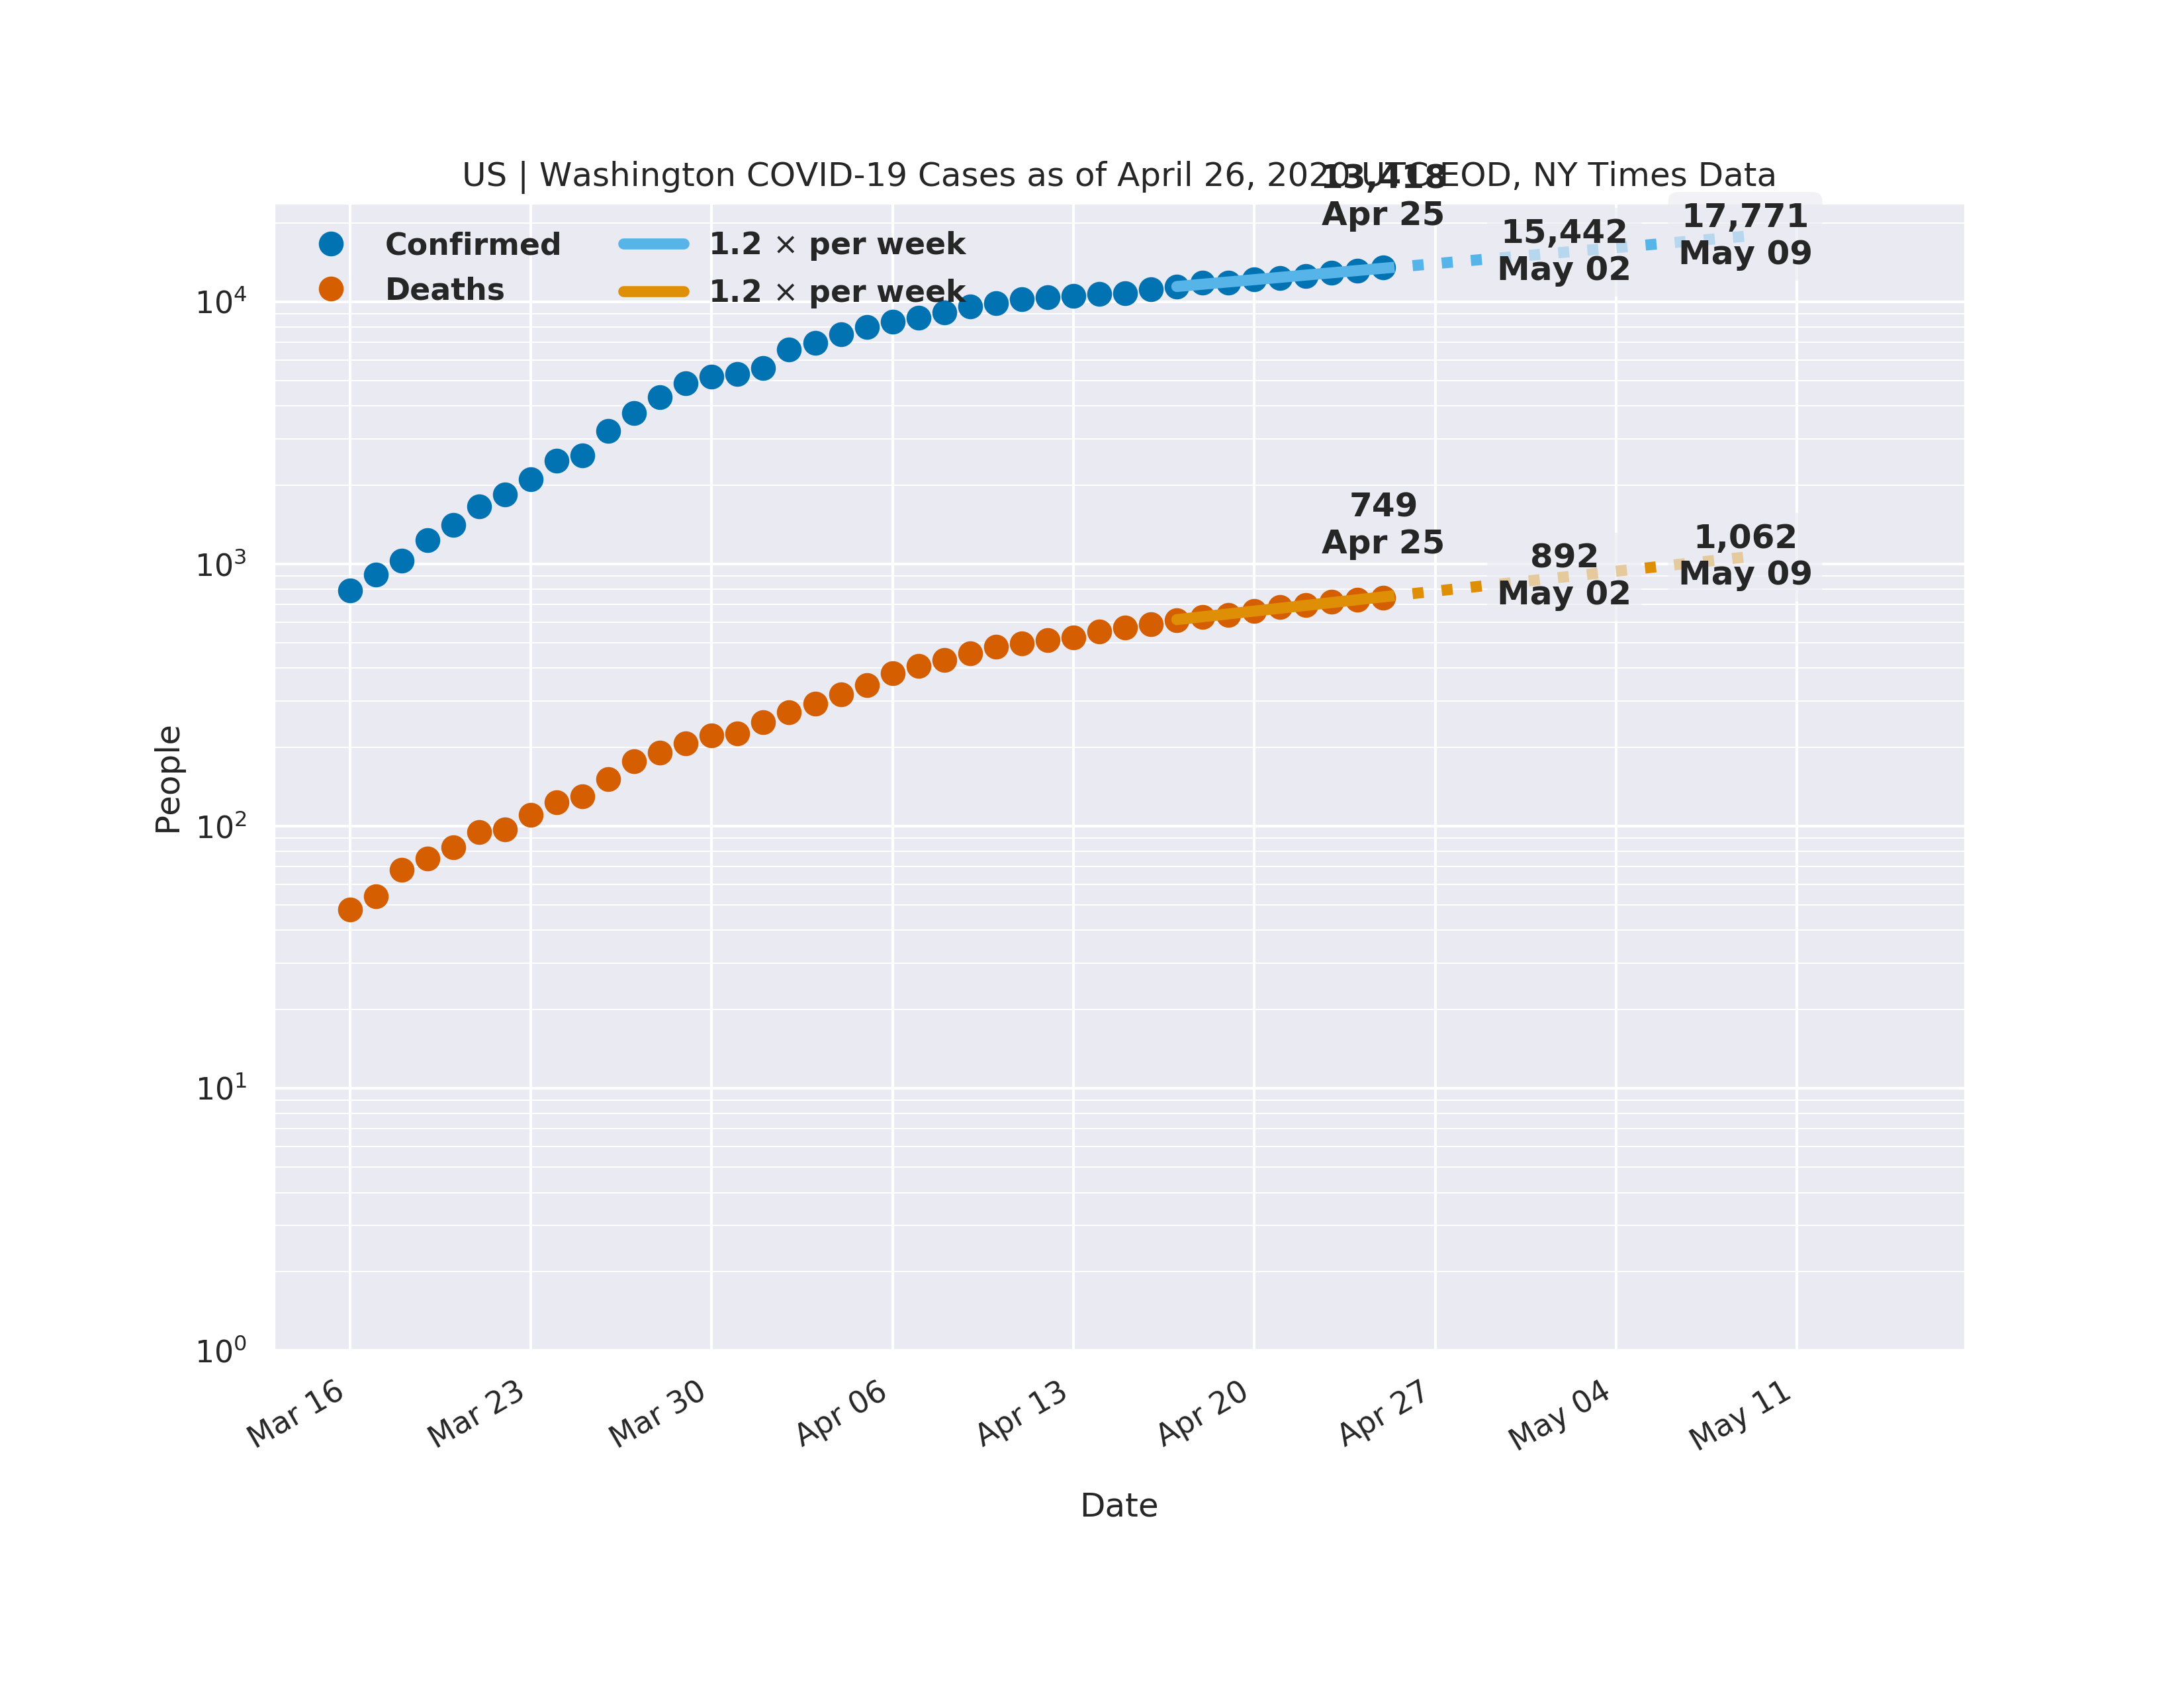 US | Washington COVID-19 Cases as of April 26, 2020 UTC EOD, NY Times Data
13,418
Apr 25
15,442
May 02
17,771
May 09
Confirmed
Deaths
1.2 × per week
1.2 × per week
749
Apr 25
892
May 02
1,062
May 09
People
10⁴
10³
10²
10¹
10⁰
Mar 16
Mar 23
Mar 30
Apr 06
Apr 13
Apr 20
Apr 27
May 04
May 11
Date